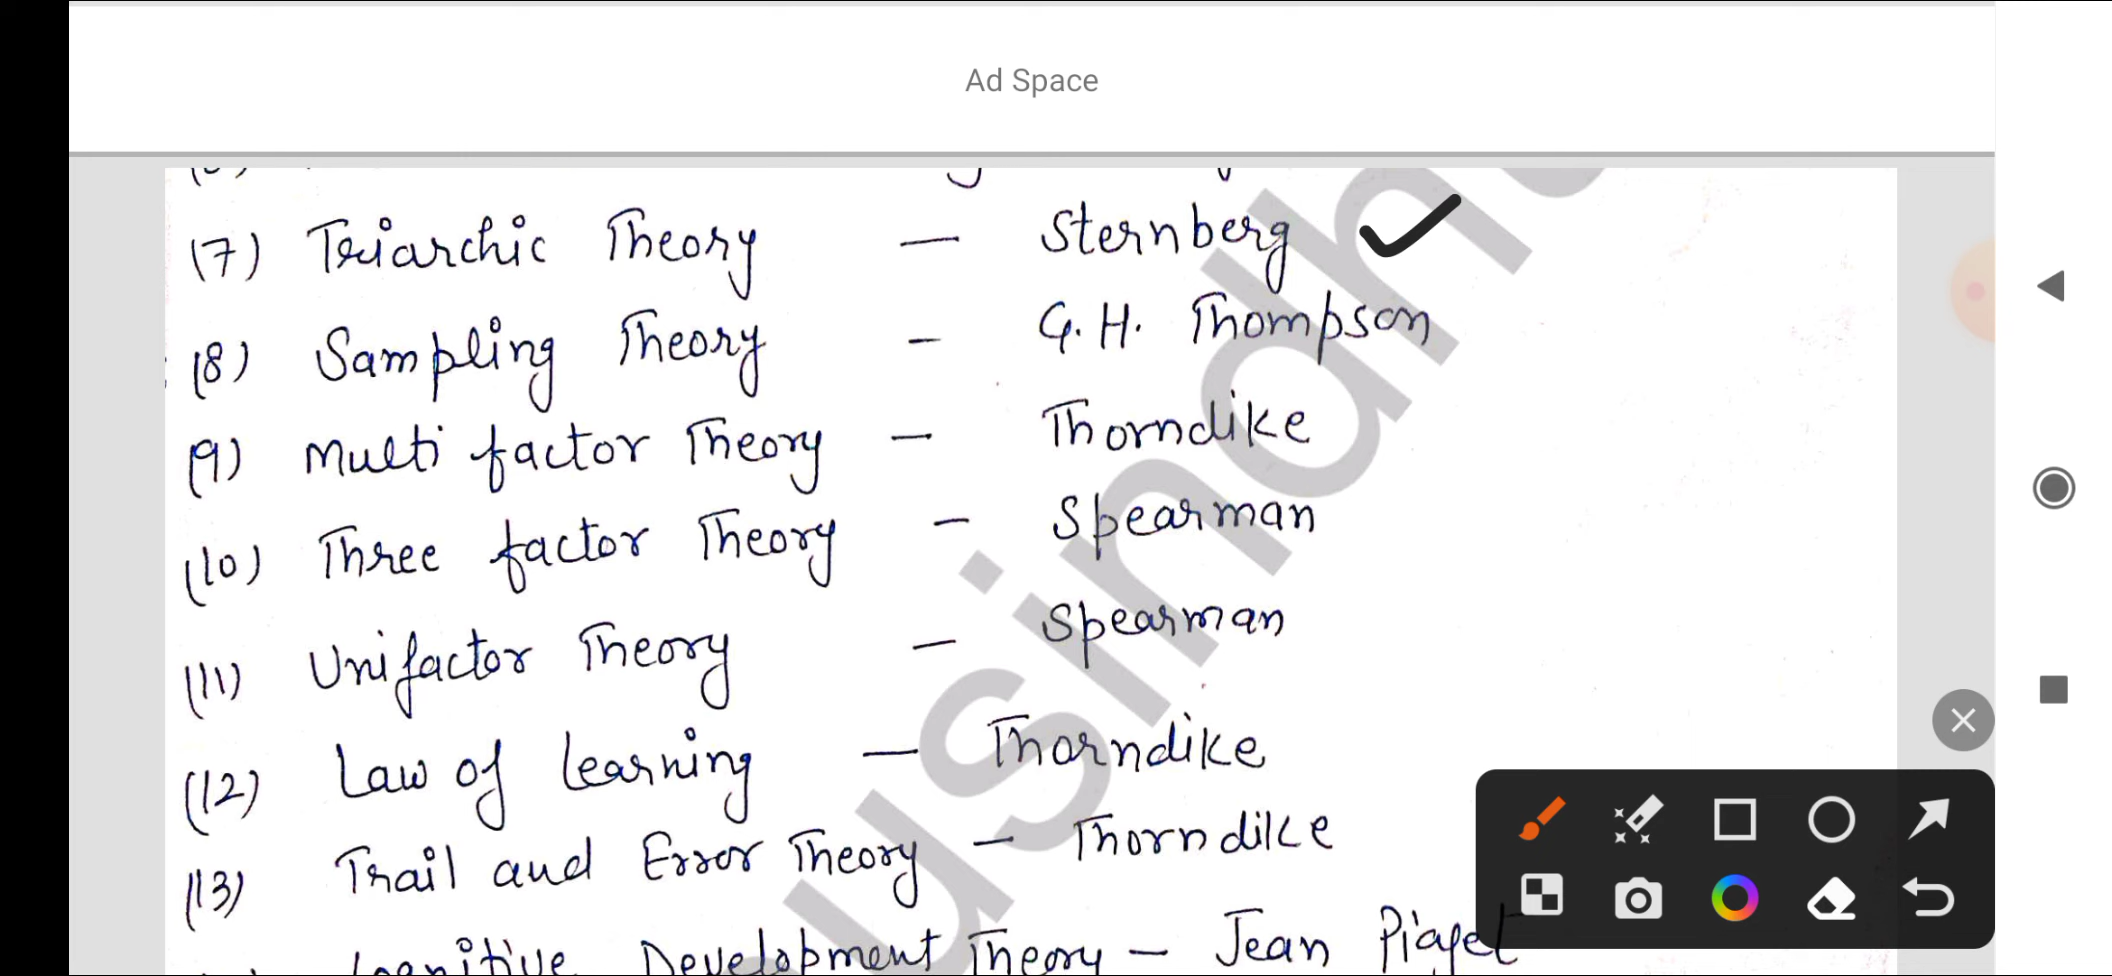 Ad Space
(7) Triarchic Theory — Sternberg
(8) Sampling Theory - G. H. Thompson
(9) Multi factor Theory - Thorndike
(10) Three factor Theory - Spearman
(11) Unifactor Theory - Spearman
(12) Law of learning — Thorndike
(13) Trail and Error Theory - Thorndike
Cognitive Development Theory - Jean Piaget